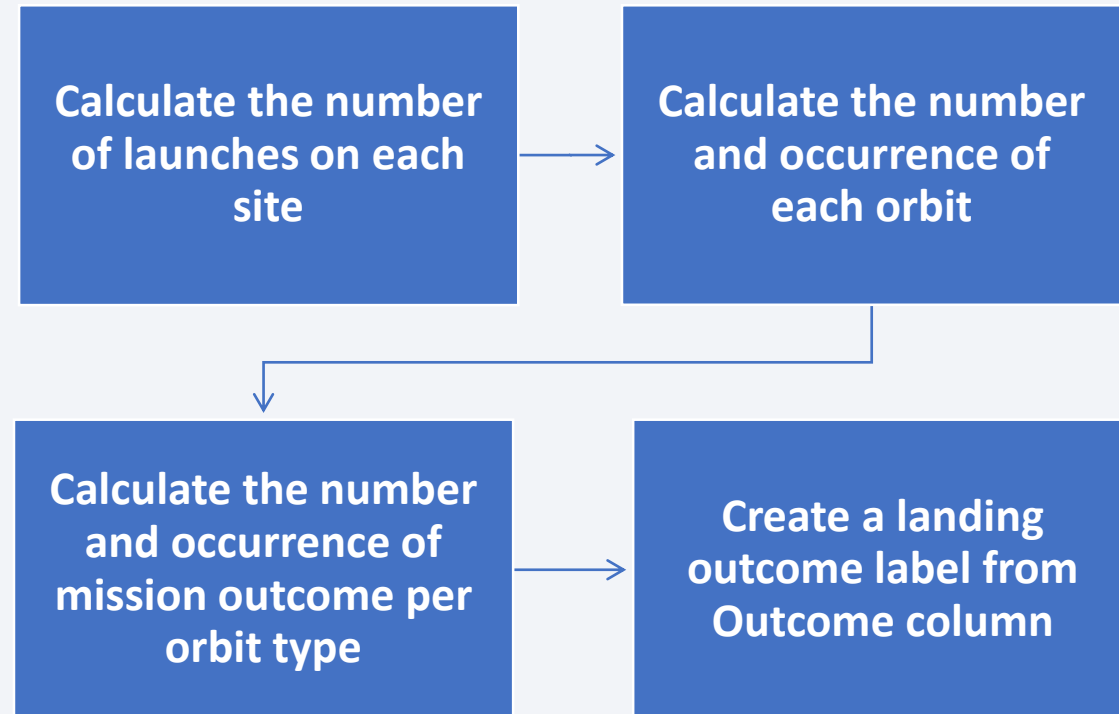 Calculate the number
of launches on each
site
Calculate the number
and occurrence of
each orbit
Calculate the number
and occurrence of
mission outcome per
orbit type
Create a landing
outcome label from
Outcome column